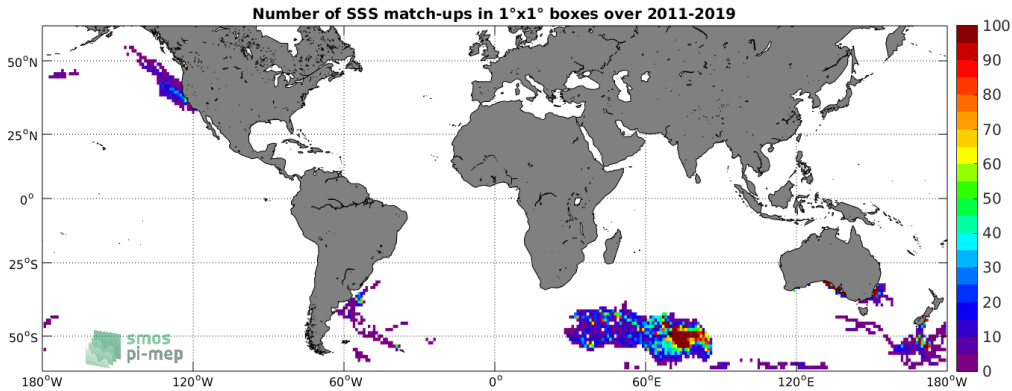 Number of SSS match-ups in 1°x1° boxes over 2011-2019
50°N
25°N
0°
25°S
50°S
180°W
120°W
60°W
0°
60°E
120°E
180°W
smos
pi-mep
100
90
80
70
60
50
40
30
20
10
0